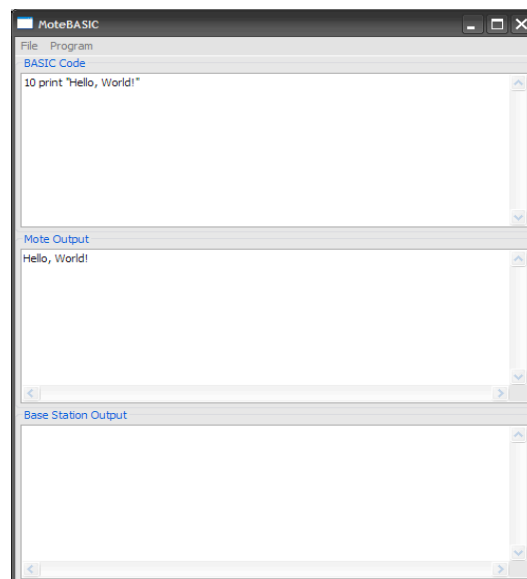 MoteBASIC
File Program
BASIC Code
10 print "Hello, World!"
Mote Output
Hello, World!
Base Station Output